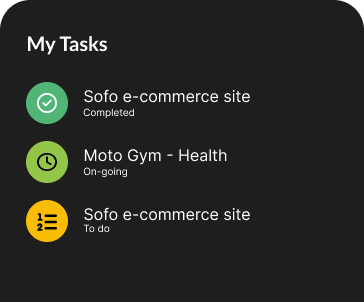 My Tasks
Sofo e-commerce site
Completed
Moto Gym - Health
On-going
Sofo e-commerce site
To do